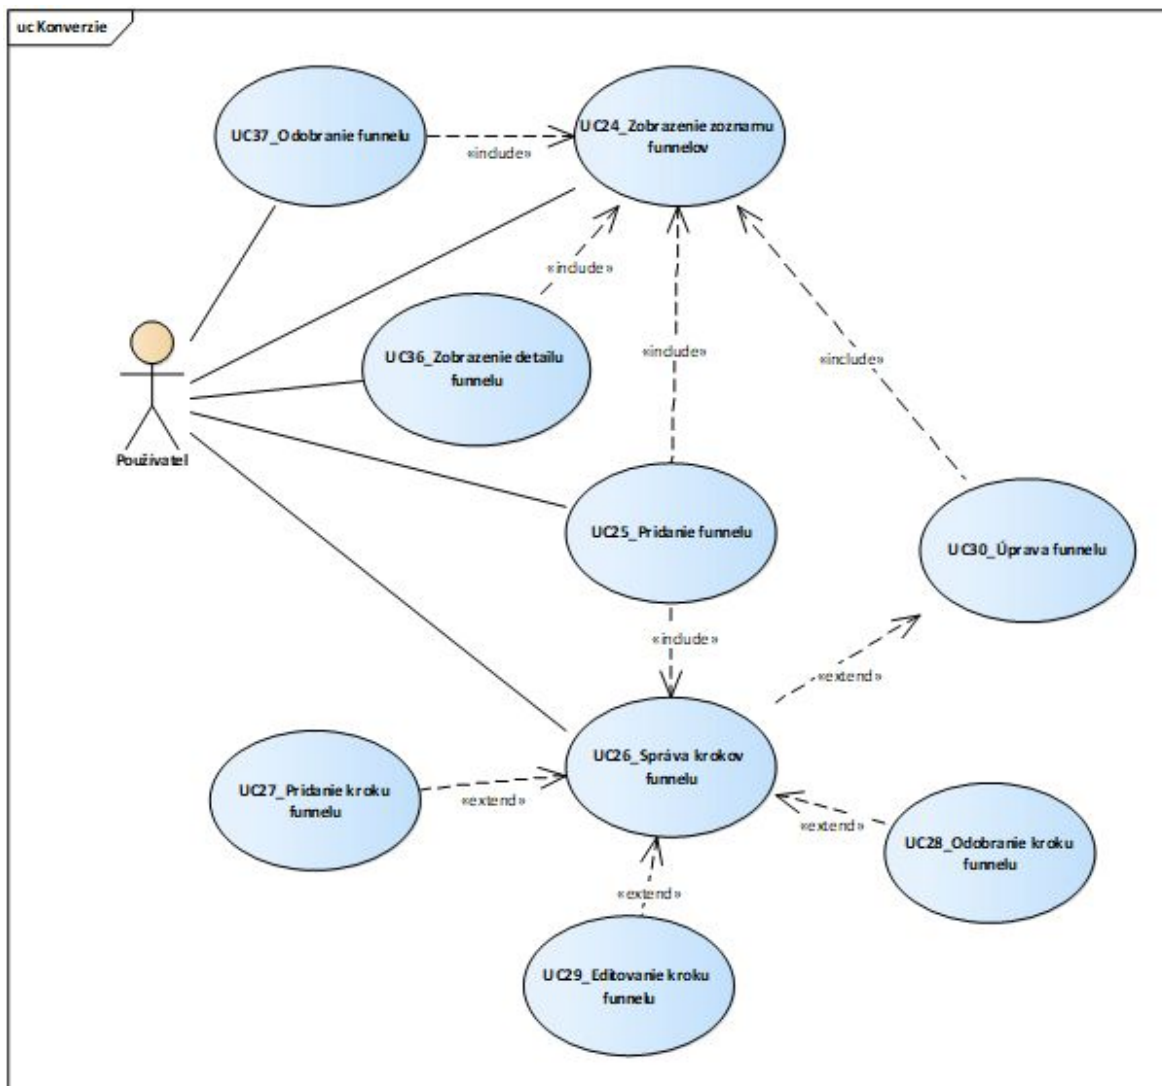 uc Konverzie
UC37_Odobranie funnelu
«include»
UC24_Zobrazenie zoznamu
funnelov
«include»
UC36_Zobrazenie detailu
funnelu
«include»
«include»
Používatel
UC25_Pridanie funnelu
UC30_Úprava funnelu
«include»
«extend»
UC26_Správa krokov
funnelu
UC27_Pridanie kroku
funnelu
«extend»
«extend»
UC28_Odobranie kroku
funnelu
«extend»
UC29_Editovanie kroku
funnelu